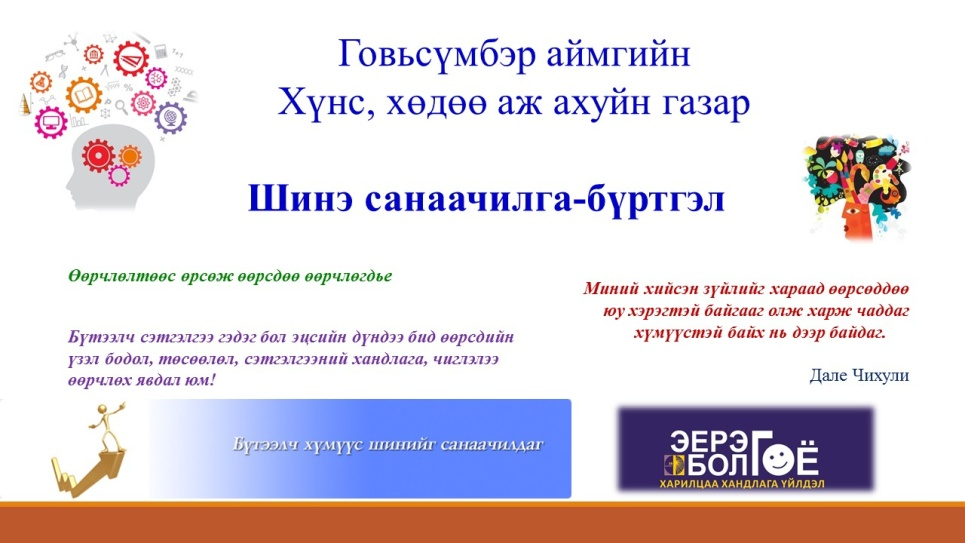 Говьсүмбэр аймгийн
Хүнс, хөдөө аж ахуйн газар
Шинэ санаачилга-бүртгэл
Өөрчлөлтөөс өрсөж өөрсдөө өөрчлөгдье
Бүтээлч сэтгэлгээ гэдэг бол эцсийн дүндээ бид өөрсдийн
үзэл бодол, төсөөлөл, сэтгэлгээний хандлага, чиглэлээ
өөрчлөх явдал юм!
Миний хийсэн зүйлийг хараад өөрсөддөө
юу хэрэгтэй байгааг олж харж чаддаг
хүмүүстэй байх нь дээр байдаг.
Дале Чихули
Бүтээлч хүмүүс шинийг санаачилдаг
ЭЕРЭГ
БОЛГОЁ
ХАРИЛЦАА ХАНДЛАГА ҮЙЛДЭЛ